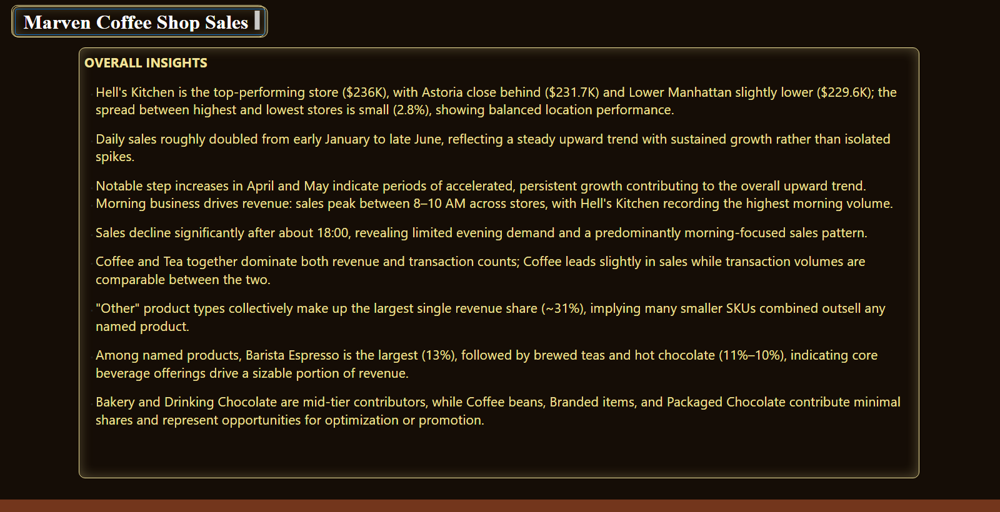 Marven Coffee Shop Sales
OVERALL INSIGHTS
Hell's Kitchen is the top-performing store ($236K), with Astoria close behind ($231.7K) and Lower Manhattan slightly lower ($229.6K); the
spread between highest and lowest stores is small (2.8%), showing balanced location performance.
Daily sales roughly doubled from early January to late June, reflecting a steady upward trend with sustained growth rather than isolated
spikes.
Notable step increases in April and May indicate periods of accelerated, persistent growth contributing to the overall upward trend.
Morning business drives revenue: sales peak between 8–10 AM across stores, with Hell's Kitchen recording the highest morning volume.
Sales decline significantly after about 18:00, revealing limited evening demand and a predominantly morning-focused sales pattern.
Coffee and Tea together dominate both revenue and transaction counts; Coffee leads slightly in sales while transaction volumes are
comparable between the two.
"Other" product types collectively make up the largest single revenue share (~31%), implying many smaller SKUs combined outsell any
named product.
Among named products, Barista Espresso is the largest (13%), followed by brewed teas and hot chocolate (11%–10%), indicating core
beverage offerings drive a sizable portion of revenue.
Bakery and Drinking Chocolate are mid-tier contributors, while Coffee beans, Branded items, and Packaged Chocolate contribute minimal
shares and represent opportunities for optimization or promotion.